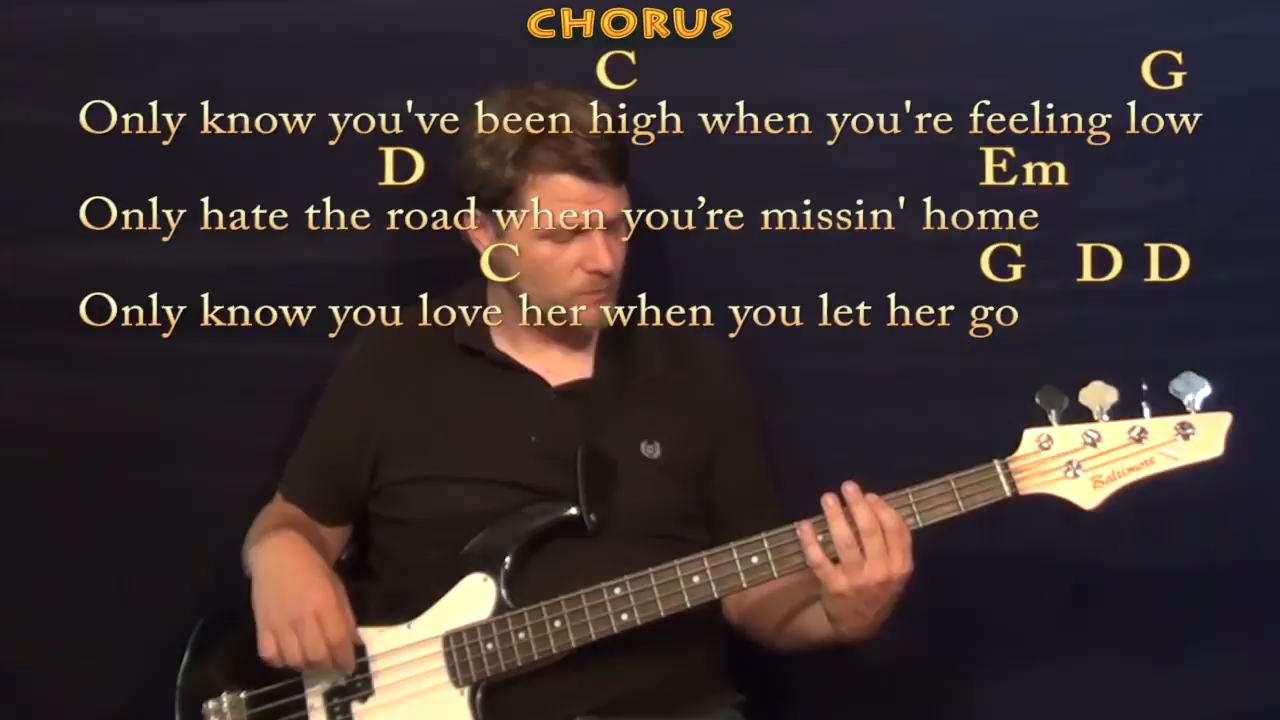 CHORUS
C G
Only know you've been high when you're feeling low
D Em
Only hate the road when you’re missin' home
C G D D
Only know you love her when you let her go
Baltimore